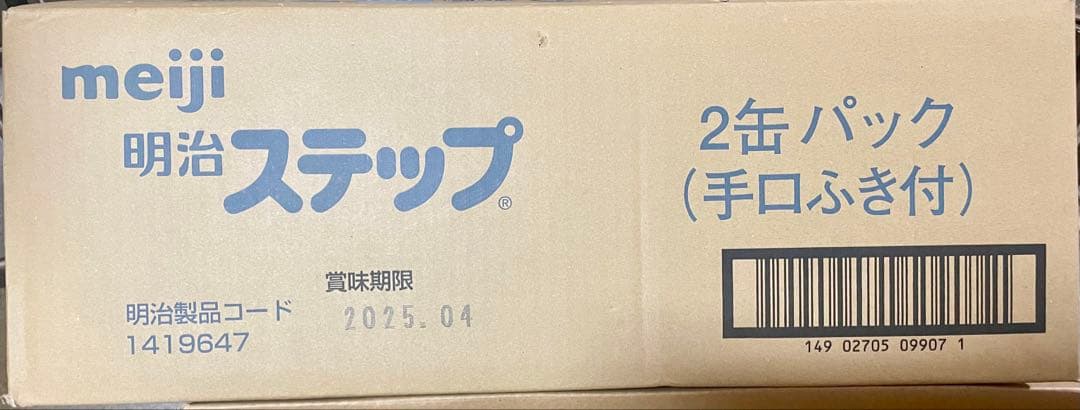 meiji
明治ステップ®
賞味期限
2025.04
明治製品コード
1419647
2缶パック
(手口ふき付)
149 02705 09907 1